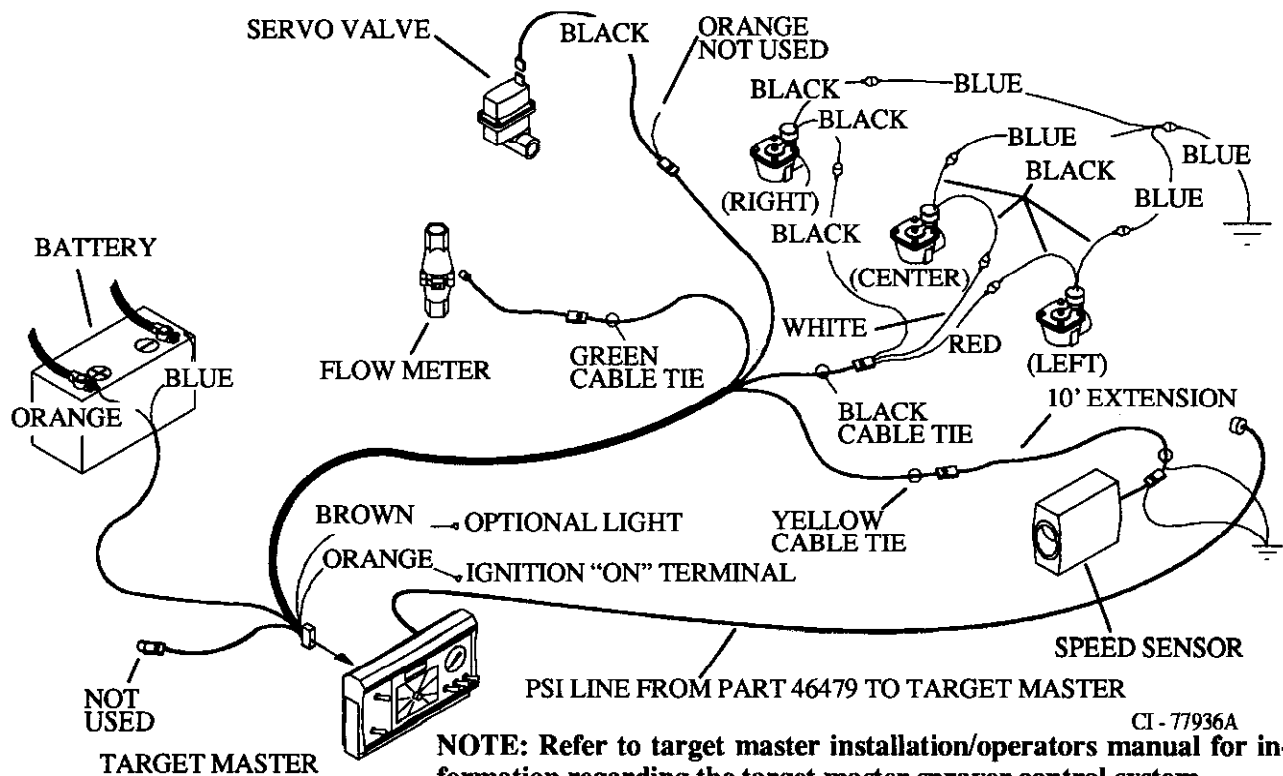 SERVO VALVE
BLACK
ORANGE
NOT USED
BLACK
BLUE
BLACK
BLUE
BLUE
BLACK
BLUE
(RIGHT)
BLACK
(CENTER)
BATTERY
WHITE
RED
(LEFT)
FLOW METER
GREEN
CABLE TIE
BLUE
ORANGE
BLACK
CABLE TIE
10' EXTENSION
BROWN
OPTIONAL LIGHT
YELLOW
CABLE TIE
ORANGE
IGNITION “ON” TERMINAL
SPEED SENSOR
NOT
USED
PSI LINE FROM PART 46479 TO TARGET MASTER
CI - 77936A
TARGET MASTER
NOTE: Refer to target master installation/operators manual for in-
formation regarding the target master sprayer control system